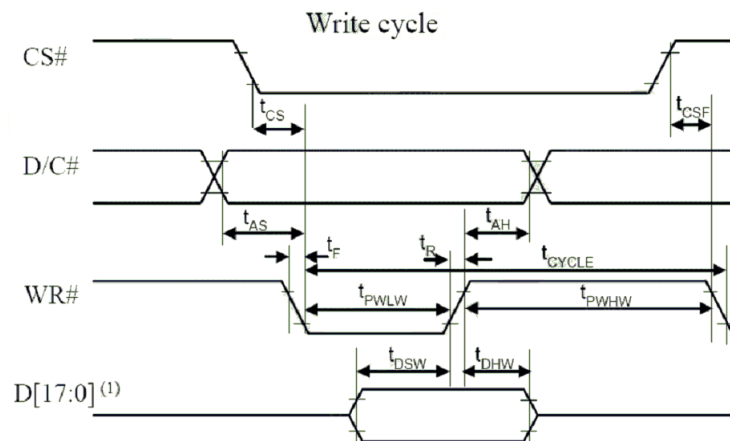 Write cycle
CS#
tCS
tCSF
D/C#
tAS
tAH
tF
tR
tCYCLE
WR#
tPWLW
tPWHW
tDSW
tDHW
D[17:0] (1)